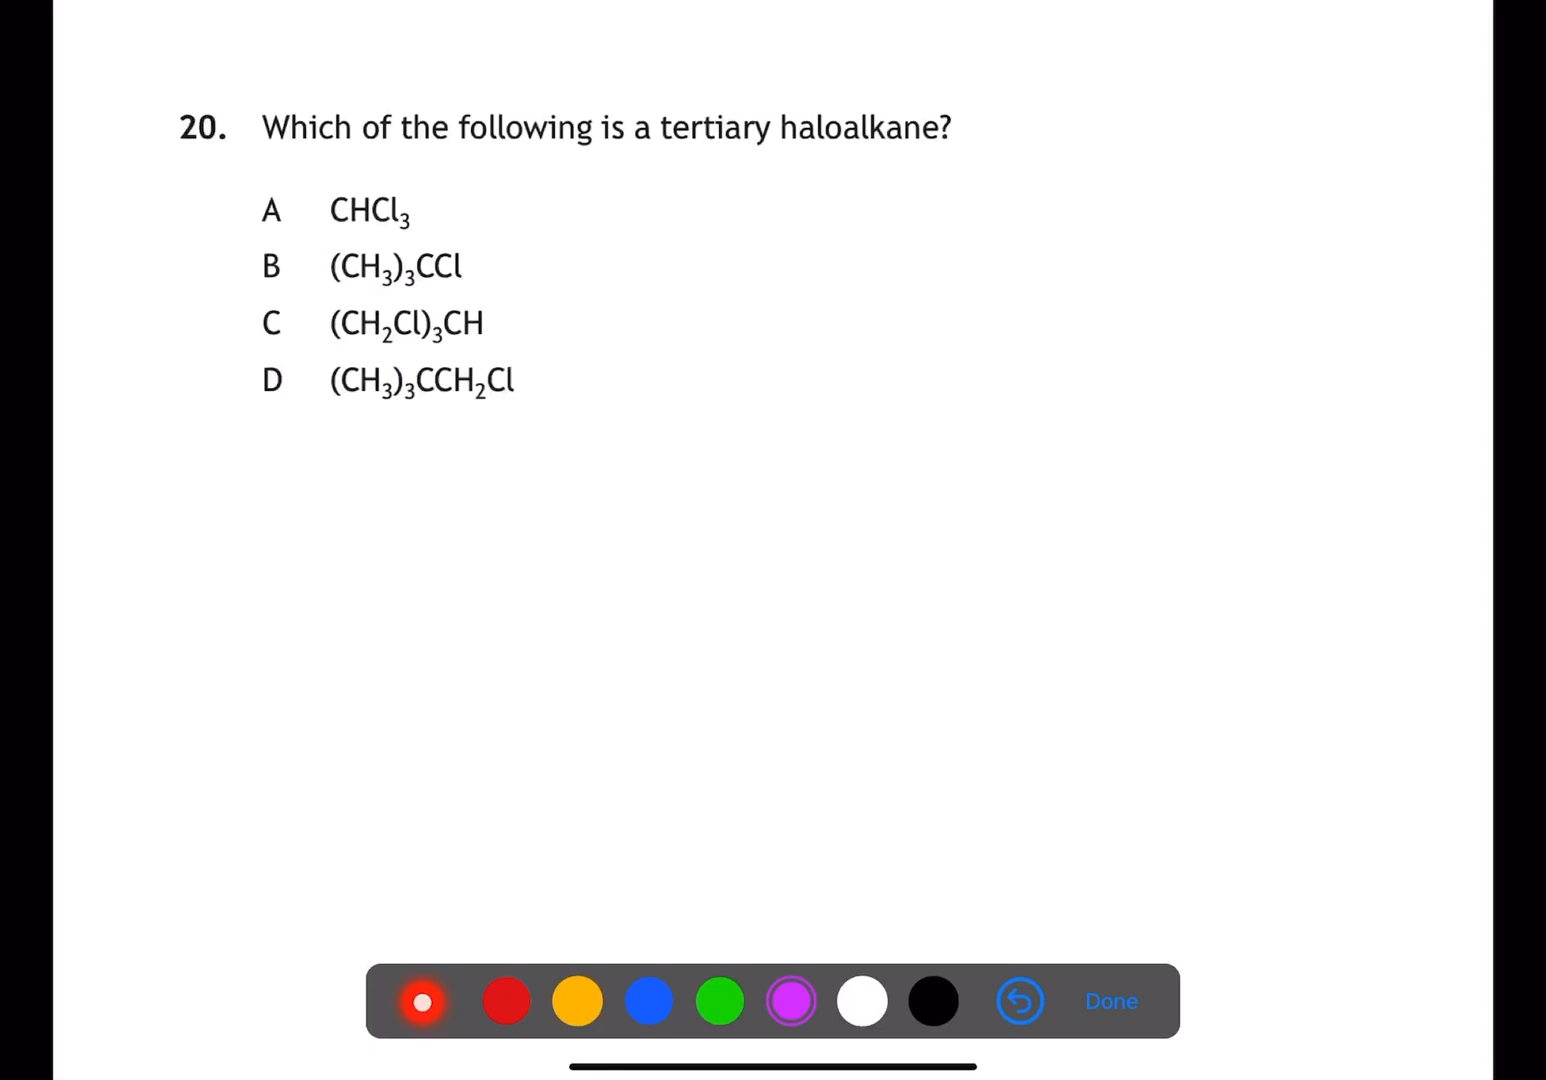 20. Which of the following is a tertiary haloalkane?
A CHCl₃
B (CH₃)₃CCl
C (CH₂Cl)₃CH
D (CH₃)₃CCH₂Cl
Done